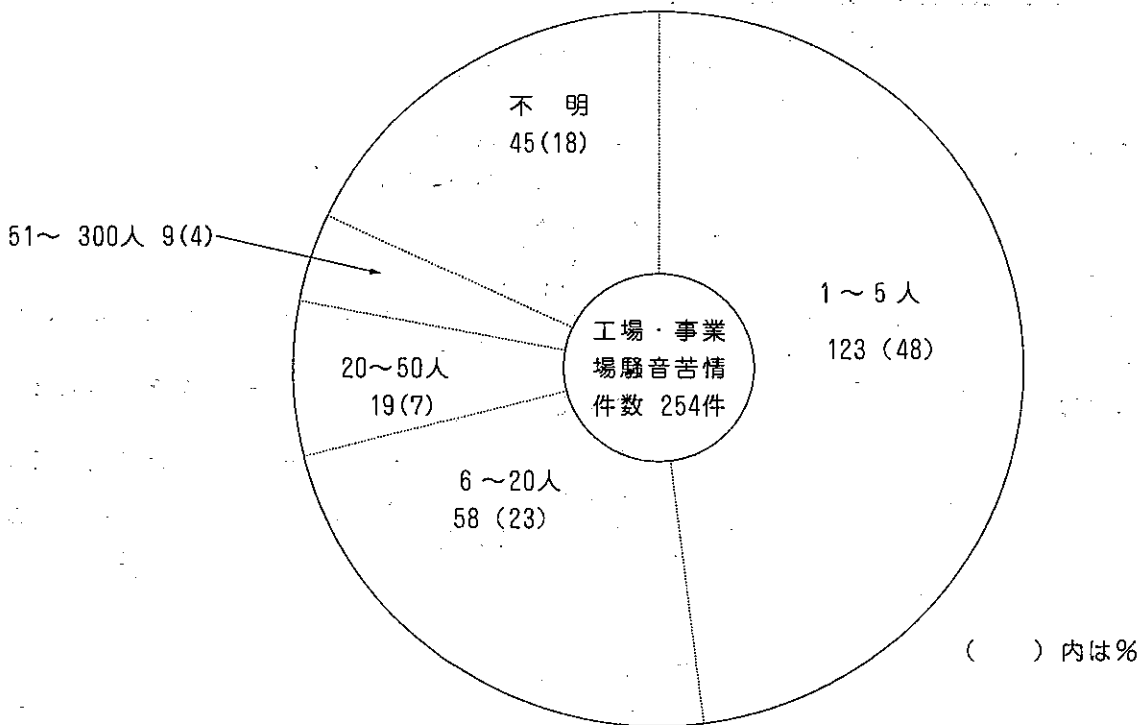 不 明
45(18)
51～ 300人 9(4)
1～5人
123 (48)
工場・事業
場騒音苦情
件数 254件
20～50人
19(7)
6～20人
58 (23)
( ) 内は%